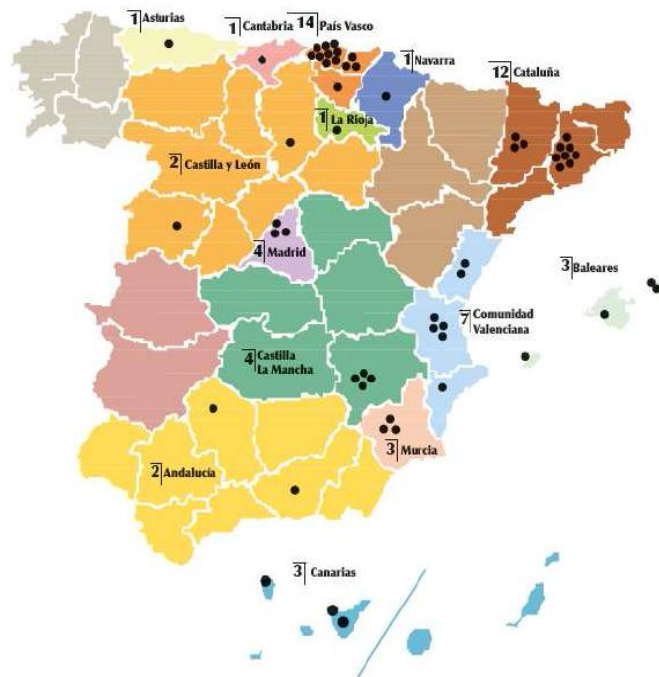 1 Asturias
1 Cantabria
14 País Vasco
1 Navarra
12 Cataluña
1 La Rioja
2 Castilla y León
4 Madrid
3 Baleares
7 Comunidad
Valenciana
4 Castilla
La Mancha
3 Murcia
2 Andalucía
3 Canarias